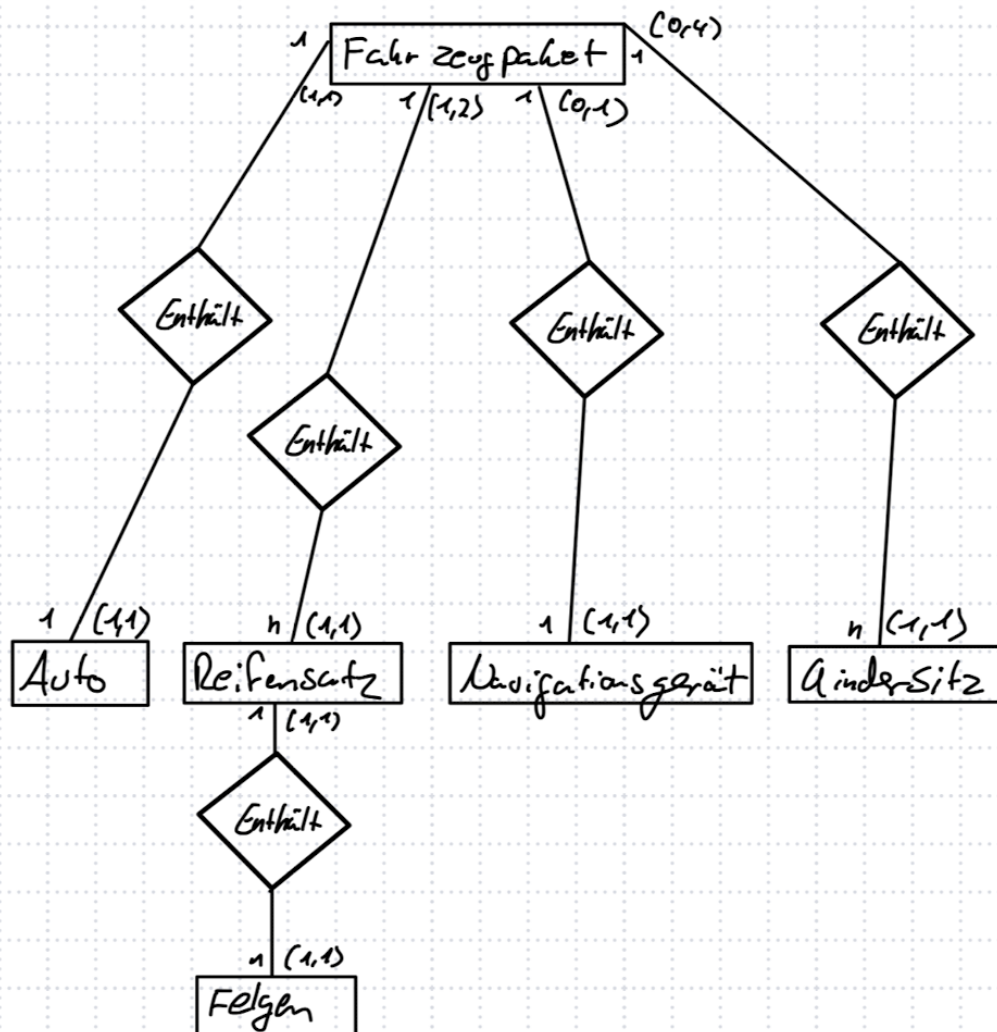 1 Fahrzeugpaket 1 (0,4)
(1,1) 1 (1,2) 1 (0,1)
Enthält Enthält Enthält
Enthält
1 (1,1) n (1,1) 1 (1,1) n (1,1)
Auto Reifensatz Navigationsgerät Kindersitz
1 (1,1)
Enthält
1 (1,1)
Felgen